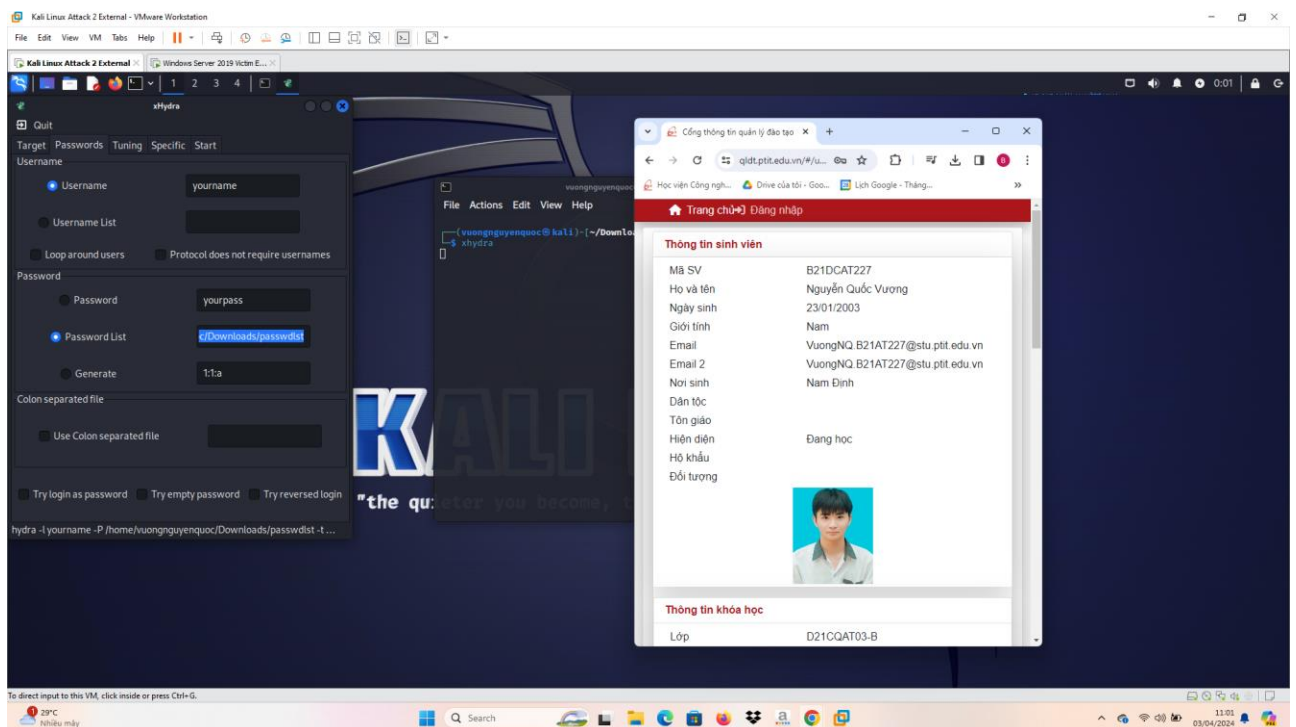 Kali Linux Attack 2 External - VMware Workstation
File Edit View VM Tabs Help
Kali Linux Attack 2 External
Windows Server 2019 Victim E...
1 2 3 4
0:01
xHydra
Quit
Target Passwords Tuning Specific Start
Username
Username yourname
Username List
Loop around users Protocol does not require usernames
Password
Password yourpass
Password List c/Downloads/passwdlst
Generate 1:1:a
Colon separated file
Use Colon separated file
Try login as password Try empty password Try reversed login
hydra -l yourname -P /home/vuongnguyenquoc/Downloads/passwdlst -t ...
vuongnguyenquoc
File Actions Edit View Help
(vuongnguyenquoc㉿kali)-[~/Downlo
$ xhydra
KALI
"the quieter you become, t
Cổng thông tin quản lý đào tạo
qldt.ptit.edu.vn/#/u...
B
Học viện Công ngh... Drive của tôi - Goo... Lịch Google - Tháng...
Trang chủ Đăng nhập
Thông tin sinh viên
Mã SV B21DCAT227
Họ và tên Nguyễn Quốc Vượng
Ngày sinh 23/01/2003
Giới tính Nam
Email VuongNQ.B21AT227@stu.ptit.edu.vn
Email 2 VuongNQ.B21AT227@stu.ptit.edu.vn
Nơi sinh Nam Định
Dân tộc
Tôn giáo
Hiện diện Đang học
Hộ khẩu
Đối tượng
Thông tin khóa học
Lớp D21CQAT03-B
To direct input to this VM, click inside or press Ctrl+G.
1
29°C
Nhiều mây
Search
11:01
03/04/2024